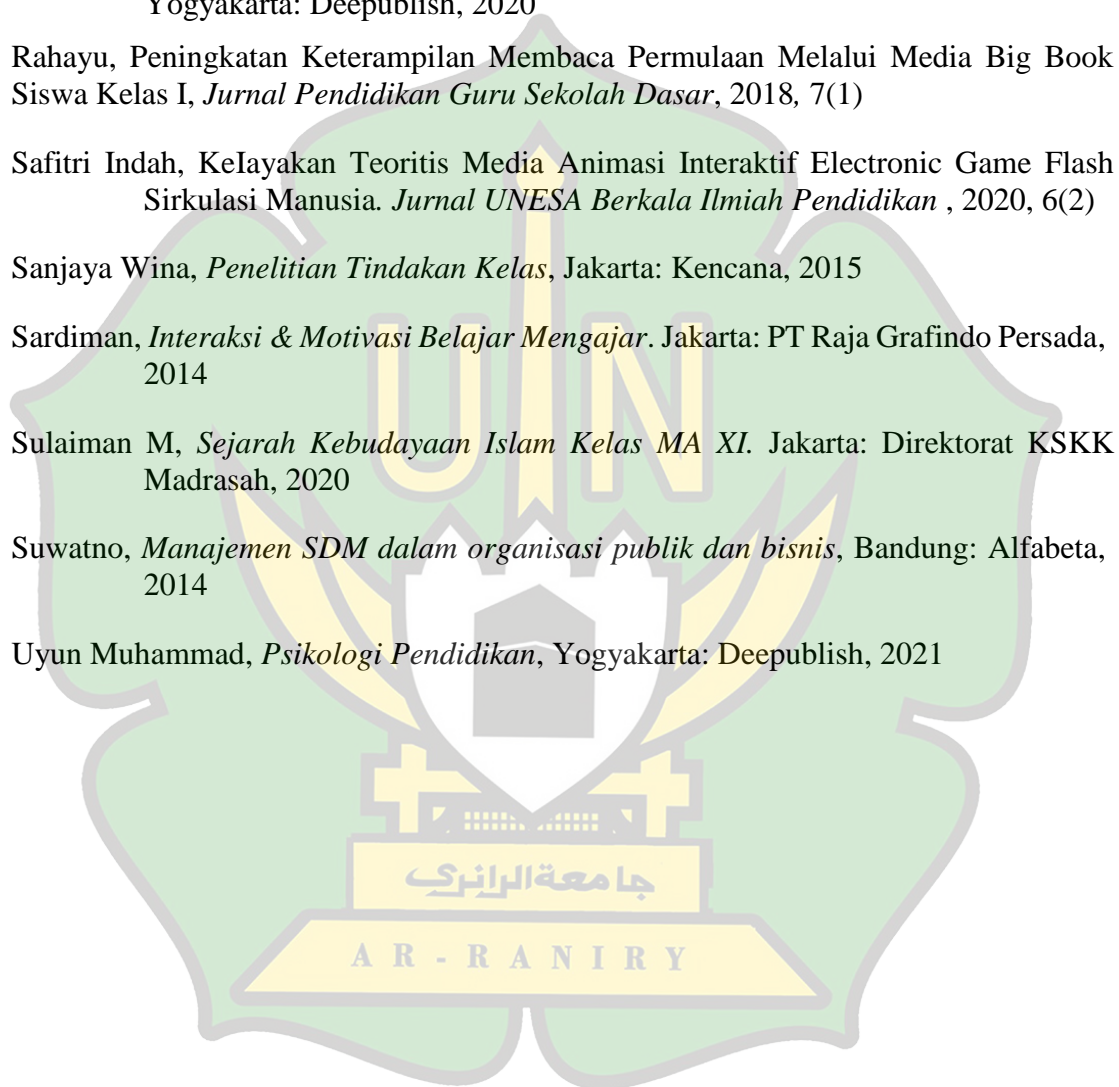 Yogyakarta: Deepublish, 2020
Rahayu, Peningkatan Keterampilan Membaca Permulaan Melalui Media Big Book
Siswa Kelas I, Jurnal Pendidikan Guru Sekolah Dasar, 2018, 7(1)
Safitri Indah, KeIayakan Teoritis Media Animasi Interaktif Electronic Game Flash
Sirkulasi Manusia. Jurnal UNESA Berkala Ilmiah Pendidikan , 2020, 6(2)
Sanjaya Wina, Penelitian Tindakan Kelas, Jakarta: Kencana, 2015
Sardiman, Interaksi & Motivasi Belajar Mengajar. Jakarta: PT Raja Grafindo Persada,
2014
Sulaiman M, Sejarah Kebudayaan Islam Kelas MA XI. Jakarta: Direktorat KSKK
Madrasah, 2020
Suwatno, Manajemen SDM dalam organisasi publik dan bisnis, Bandung: Alfabeta,
2014
Uyun Muhammad, Psikologi Pendidikan, Yogyakarta: Deepublish, 2021
UIN
جامعة الرانري
AR-RANIRY